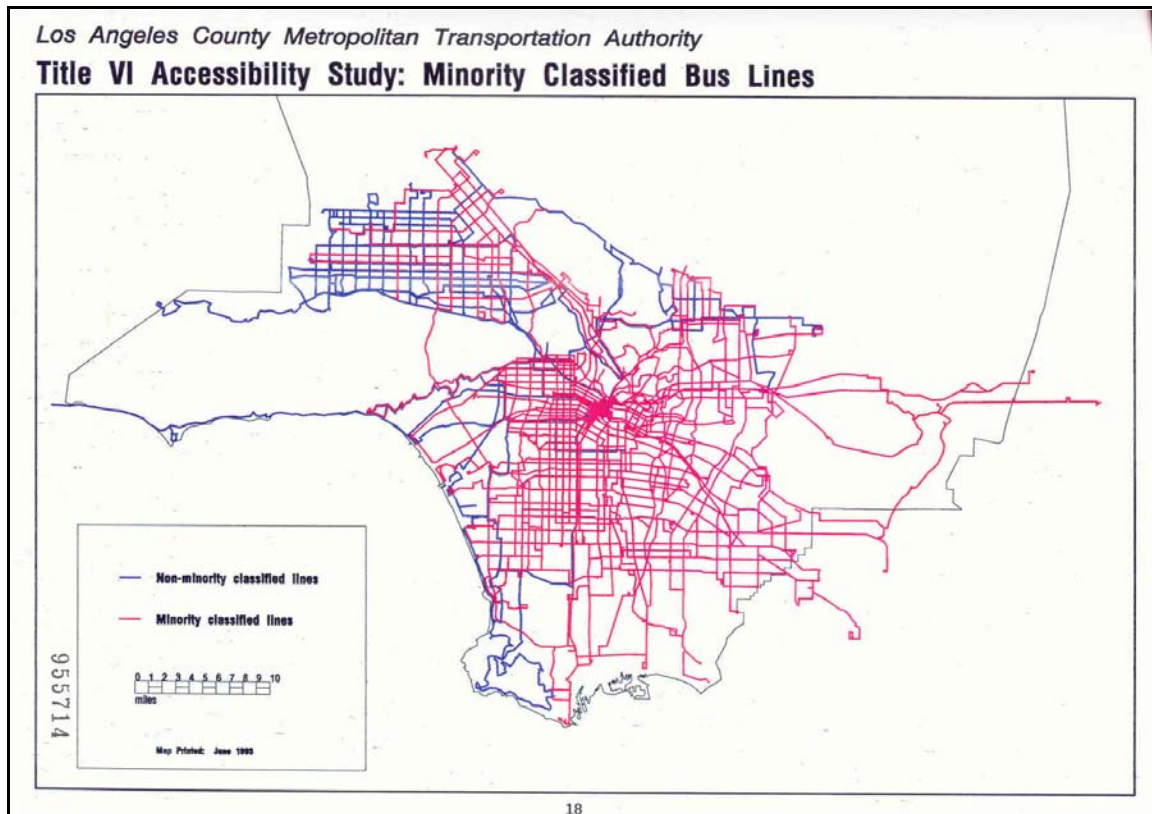 Los Angeles County Metropolitan Transportation Authority
Title VI Accessibility Study: Minority Classified Bus Lines
Non-minority classified lines
Minority classified lines
0 1 2 3 4 5 6 7 8 9 10
miles
Map Printed: June 1993
955714
18